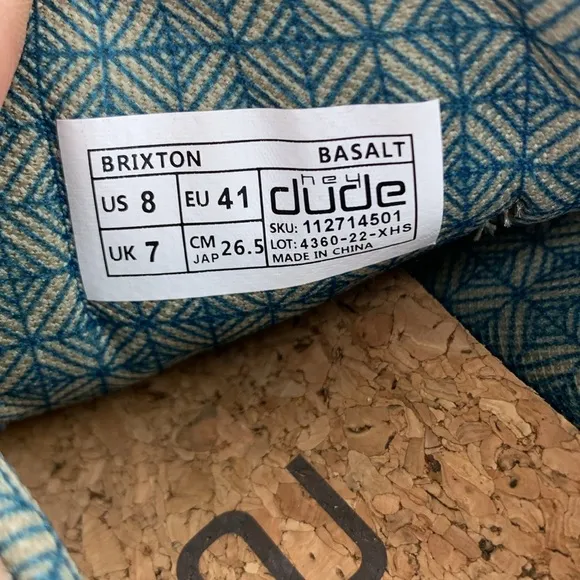 BRIXTON BASALT
US 8 EU 41 hey dude
SKU: 112714501
UK 7 CM JAP 26.5 LOT: 4360-22-XHS
MADE IN CHINA